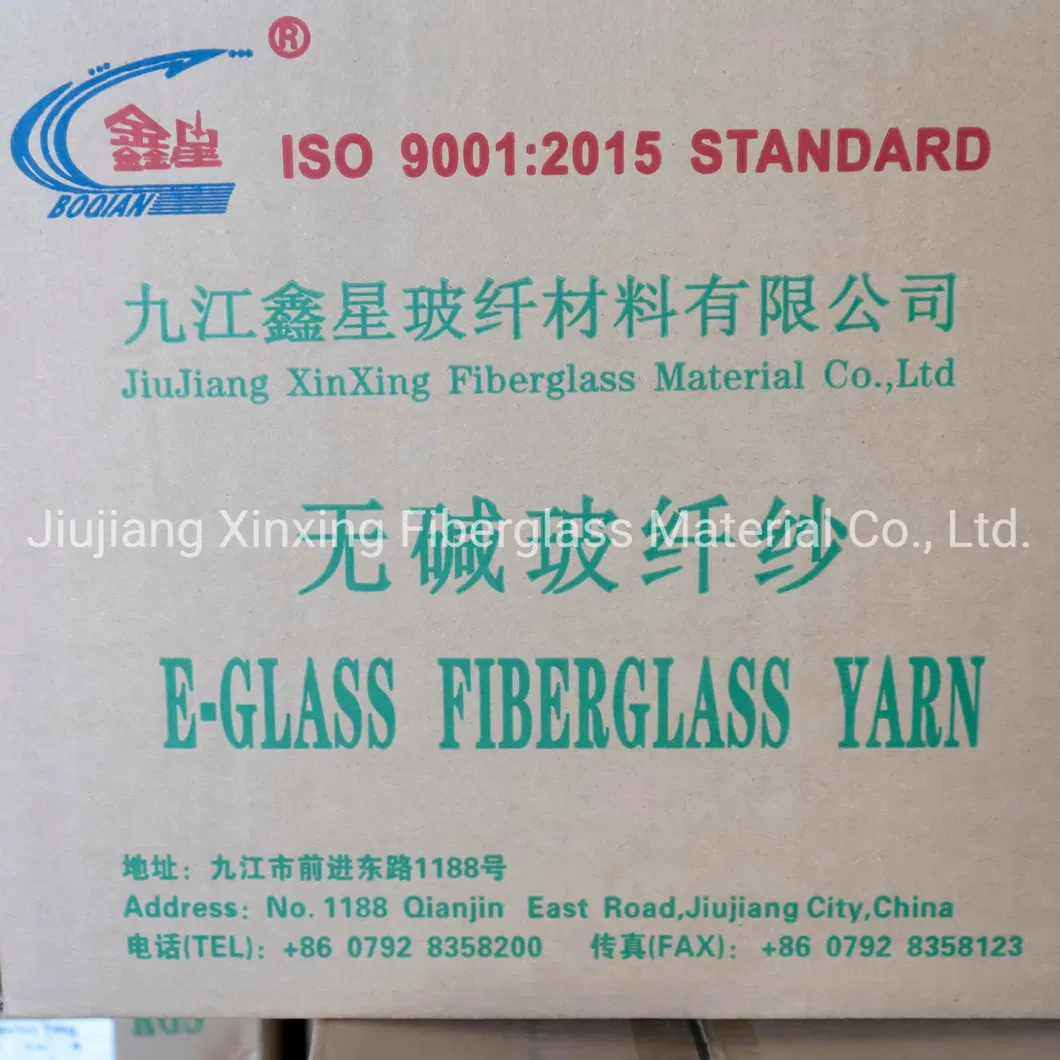 ®
鑫星
BOQIAN
ISO 9001:2015 STANDARD
九江鑫星玻纤材料有限公司
JiuJiang XinXing Fiberglass Material Co.,Ltd
无碱玻纤纱
Jiujiang Xinxing Fiberglass Material Co., Ltd.
E-GLASS FIBERGLASS YARN
地址：九江市前进东路1188号
Address: No. 1188 Qianjin East Road,Jiujiang City,China
电话(TEL)：+86 0792 8358200 传真(FAX)：+86 0792 8358123
KGS